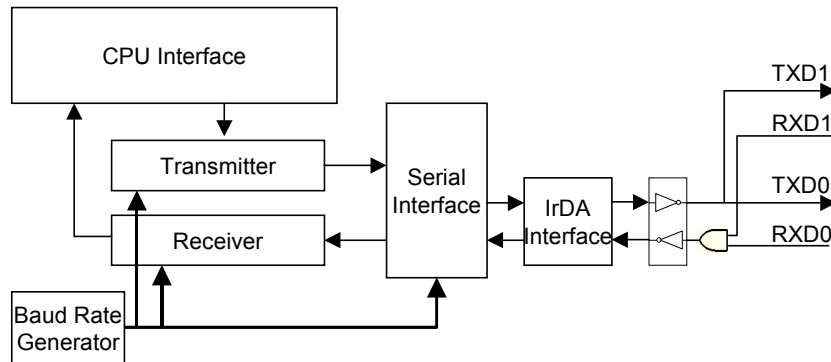 CPU Interface
TXD1
RXD1
Transmitter
Serial
Interface
IrDA
Interface
TXD0
RXD0
Receiver
Baud Rate
Generator